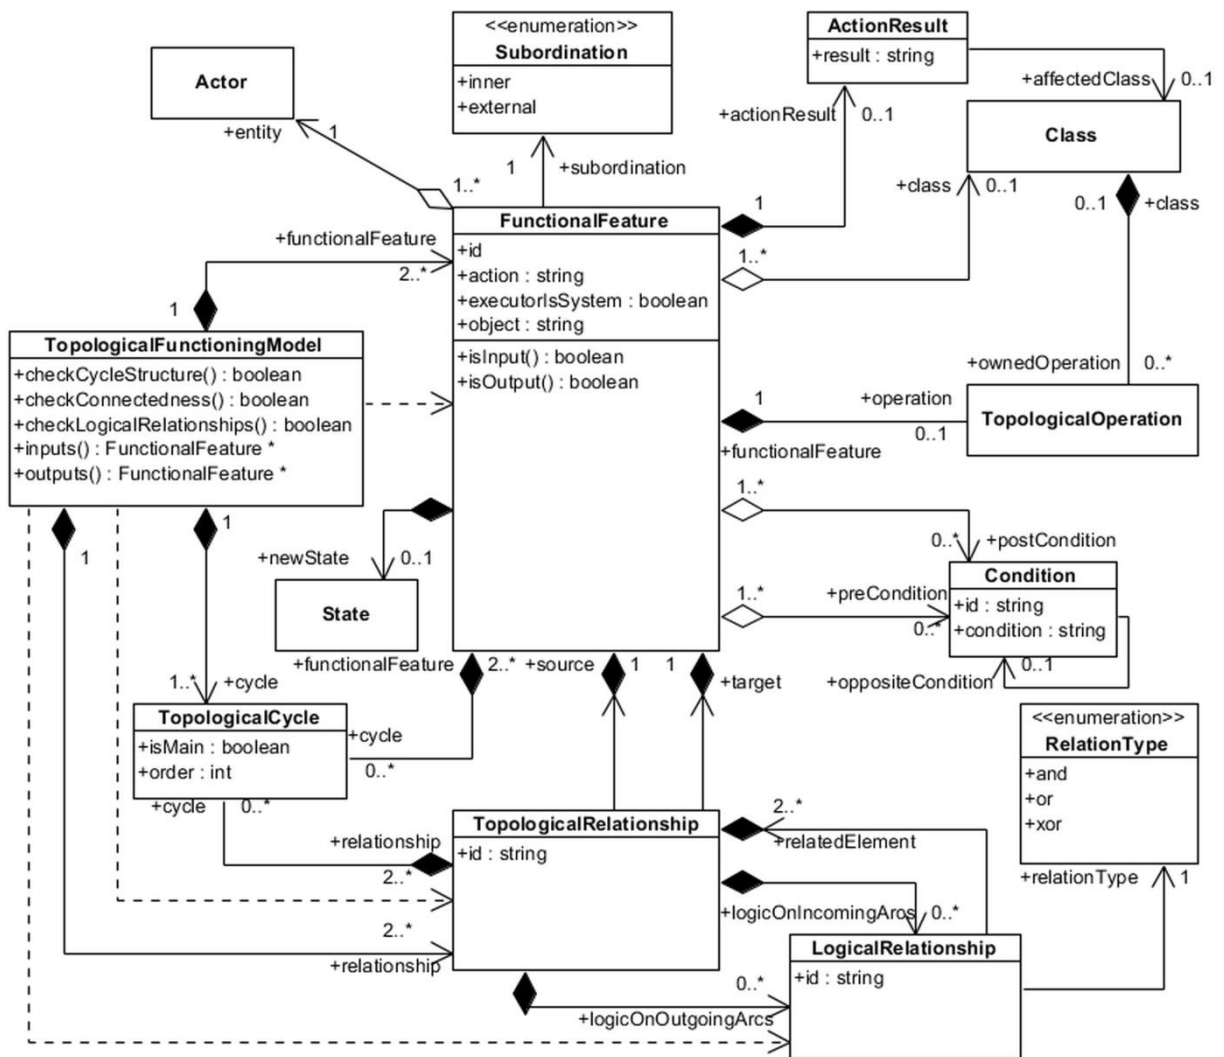 <<enumeration>>
Subordination
+inner
+external
ActionResult
+result : string
Actor
+entity
1
1..*
1
+subordination
+actionResult
0..1
+affectedClass
0..1
Class
+class
0..1
0..1
+class
FunctionalFeature
+id
+action : string
+executorIsSystem : boolean
+object : string
+isInput() : boolean
+isOutput() : boolean
1
1..*
+functionalFeature
2..*
1
TopologicalFunctioningModel
+checkCycleStructure() : boolean
+checkConnectedness() : boolean
+checkLogicalRelationships() : boolean
+inputs() : FunctionalFeature *
+outputs() : FunctionalFeature *
+ownedOperation
0..*
1
+operation
0..1
+functionalFeature
TopologicalOperation
1..*
0..*
+postCondition
1
1
+newState
0..1
State
1..*
+preCondition
0..*
Condition
+id : string
+condition : string
0..1
+oppositeCondition
+functionalFeature
2..*
+source
1
1
+target
1..*
+cycle
TopologicalCycle
+isMain : boolean
+order : int
+cycle
0..*
+cycle
0..*
<<enumeration>>
RelationType
+and
+or
+xor
+relationType
1
+relationship
2..*
TopologicalRelationship
+id : string
2..*
+relatedElement
+logicOnIncomingArcs
0..*
2..*
+relationship
LogicalRelationship
+id : string
0..*
+logicOnOutgoingArcs